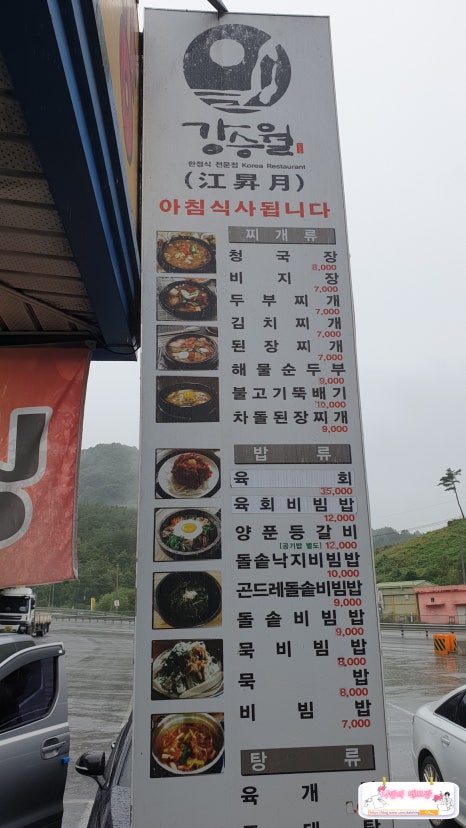 강승월
한정식 전문점 Korea Restaurant
(江昇月)
아침식사됩니다
찌개류
청국장
8,000
비지장
7,000
두부찌개
7,000
김치찌개
7,000
된장찌개
7,000
해물순두부
9,000
불고기뚝배기
10,000
차돌된장찌개
9,000
밥류
육회
35,000
육회비빔밥
12,000
양푼등갈비
[공기밥 별도] 12,000
돌솥낙지비빔밥
10,000
곤드레돌솥비빔밥
9,000
돌솥비빔밥
9,000
묵비빔밥
8,000
묵밥
8,000
비빔밥
7,000
탕류
육개